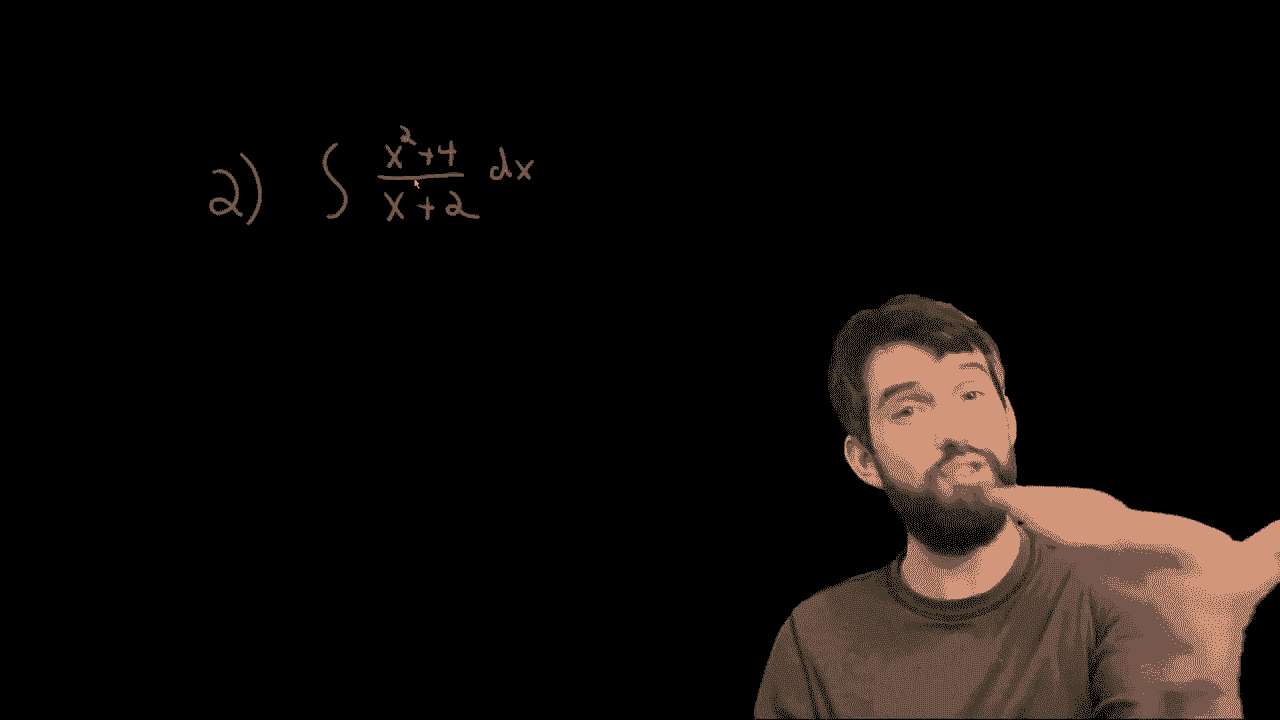 2) ∫ x²+4 / x+2 dx